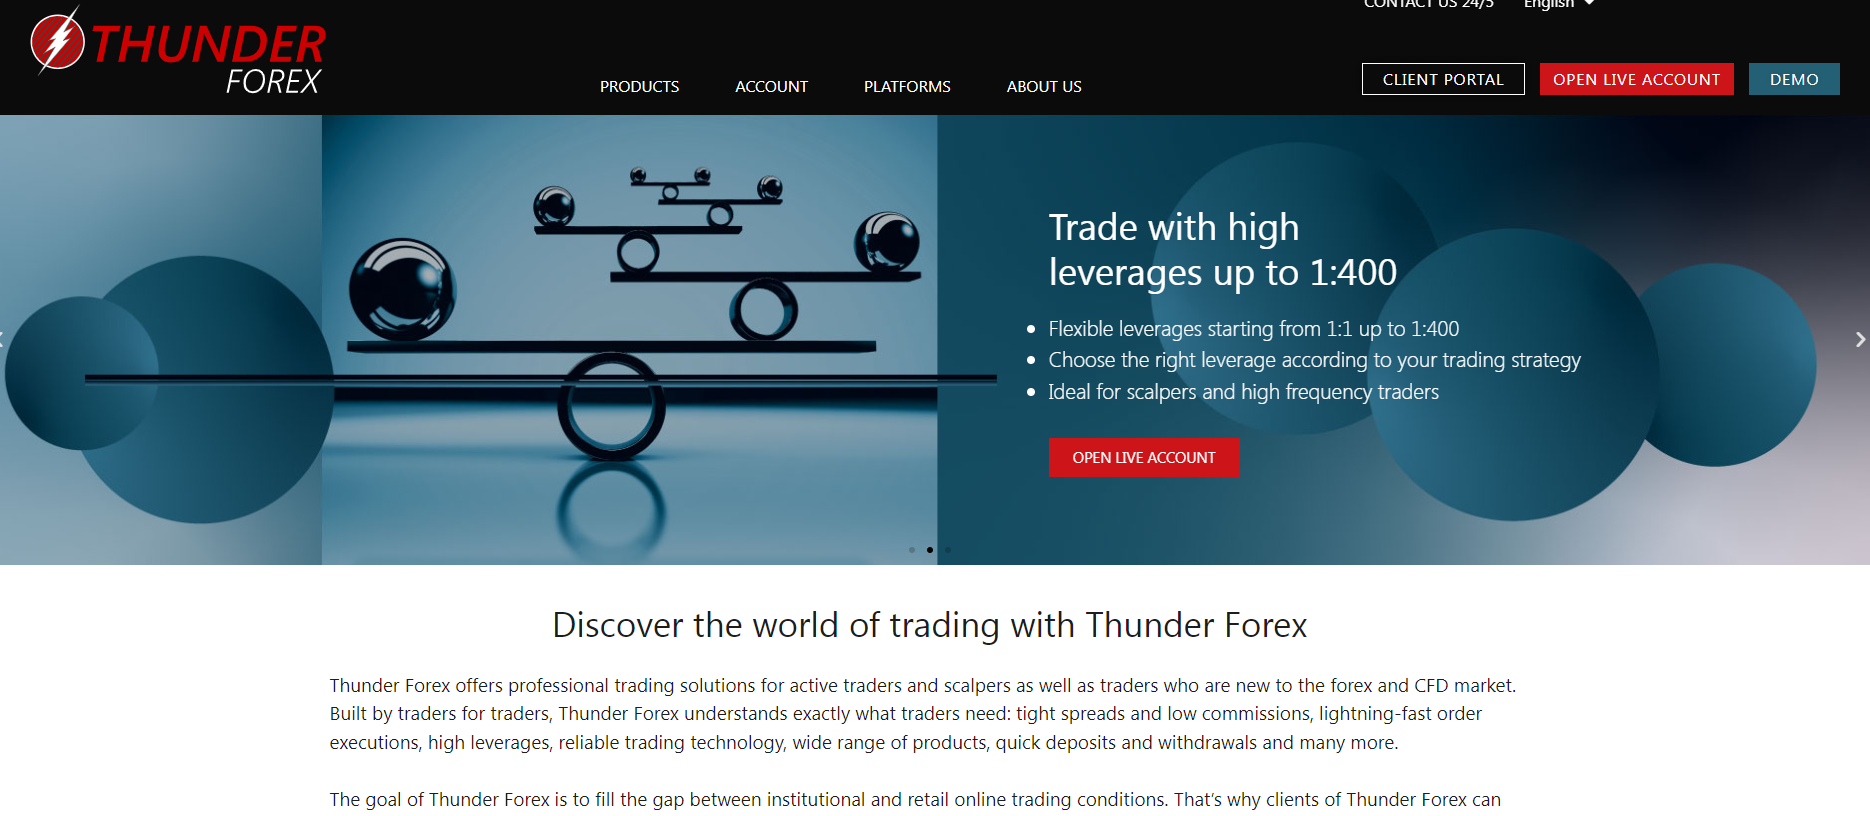 CONTACT US 24/5
English
THUNDER
FOREX
PRODUCTS
ACCOUNT
PLATFORMS
ABOUT US
CLIENT PORTAL
OPEN LIVE ACCOUNT
DEMO
Trade with high
leverages up to 1:400
Flexible leverages starting from 1:1 up to 1:400
Choose the right leverage according to your trading strategy
Ideal for scalpers and high frequency traders
OPEN LIVE ACCOUNT
Discover the world of trading with Thunder Forex
Thunder Forex offers professional trading solutions for active traders and scalpers as well as traders who are new to the forex and CFD market.
Built by traders for traders, Thunder Forex understands exactly what traders need: tight spreads and low commissions, lightning-fast order
executions, high leverages, reliable trading technology, wide range of products, quick deposits and withdrawals and many more.
The goal of Thunder Forex is to fill the gap between institutional and retail online trading conditions. That's why clients of Thunder Forex can